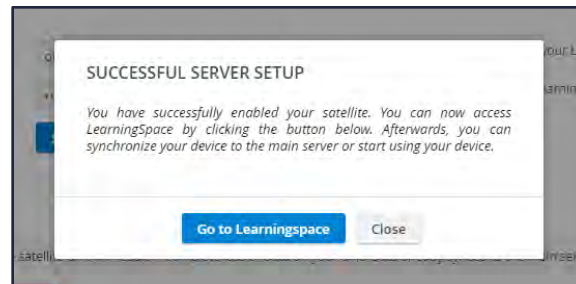 your
SUCCESSFUL SERVER SETUP
You have successfully enabled your satellite. You can now access
LearningSpace by clicking the button below. Afterwards, you can
synchronize your device to the main server or start using your device.
Go to Learningspace
Close